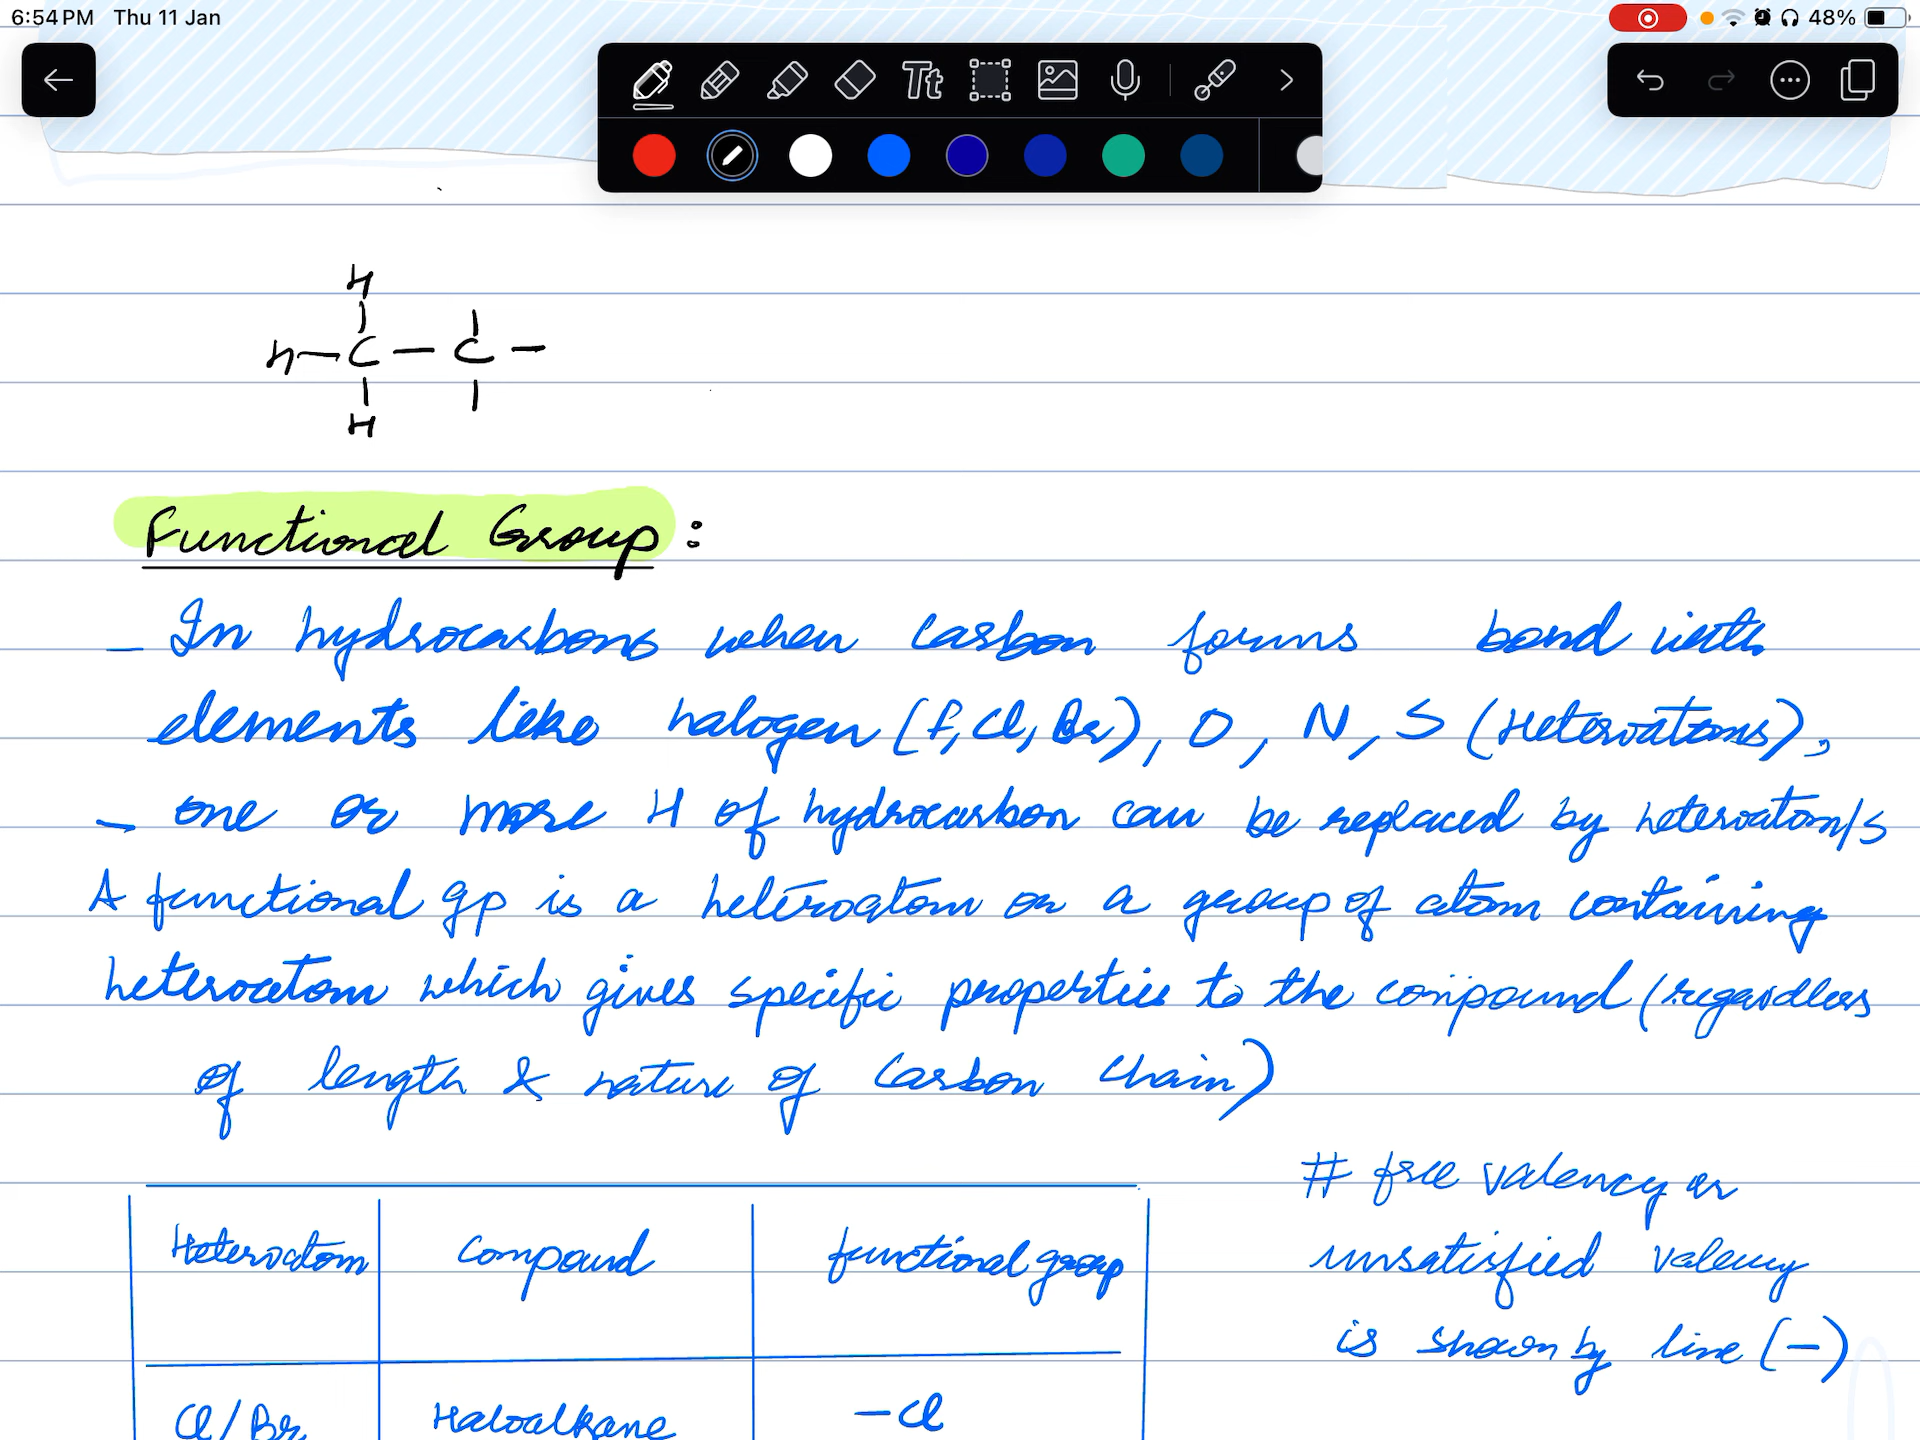 6:54 PM Thu 11 Jan 48%
Tt
H
H—C—C—
H
Functional Group :
– In hydrocarbons when carbon forms bond with
elements like halogen (F, Cl, Br), O, N, S (Heteroatoms),
– one or more H of hydrocarbon can be replaced by heteroatom/s
A functional gp is a heteroatom or a group of atom containing
heteroatom which gives specific properties to the compound (regardless
of length & nature of Carbon chain)
# free valency or
unsatisfied valency
is shown by line (–)
Heteroatom Compound functional group
Cl/Br Haloalkane –Cl